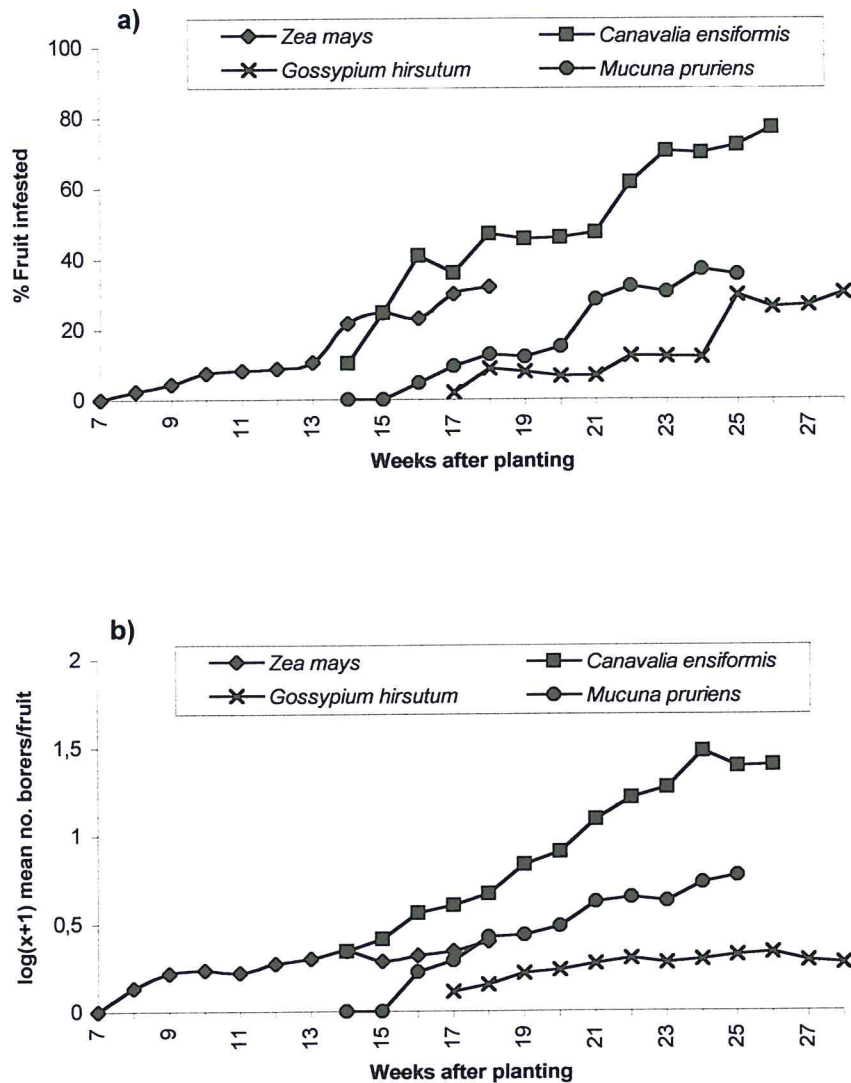 a)
Zea mays
Canavalia ensiformis
Gossypium hirsutum
Mucuna pruriens
% Fruit infested
100
80
60
40
20
0
7
9
11
13
15
17
19
21
23
25
27
Weeks after planting
b)
Zea mays
Canavalia ensiformis
Gossypium hirsutum
Mucuna pruriens
log(x+1) mean no. borers/fruit
2
1,5
1
0,5
0
7
9
11
13
15
17
19
21
23
25
27
Weeks after planting